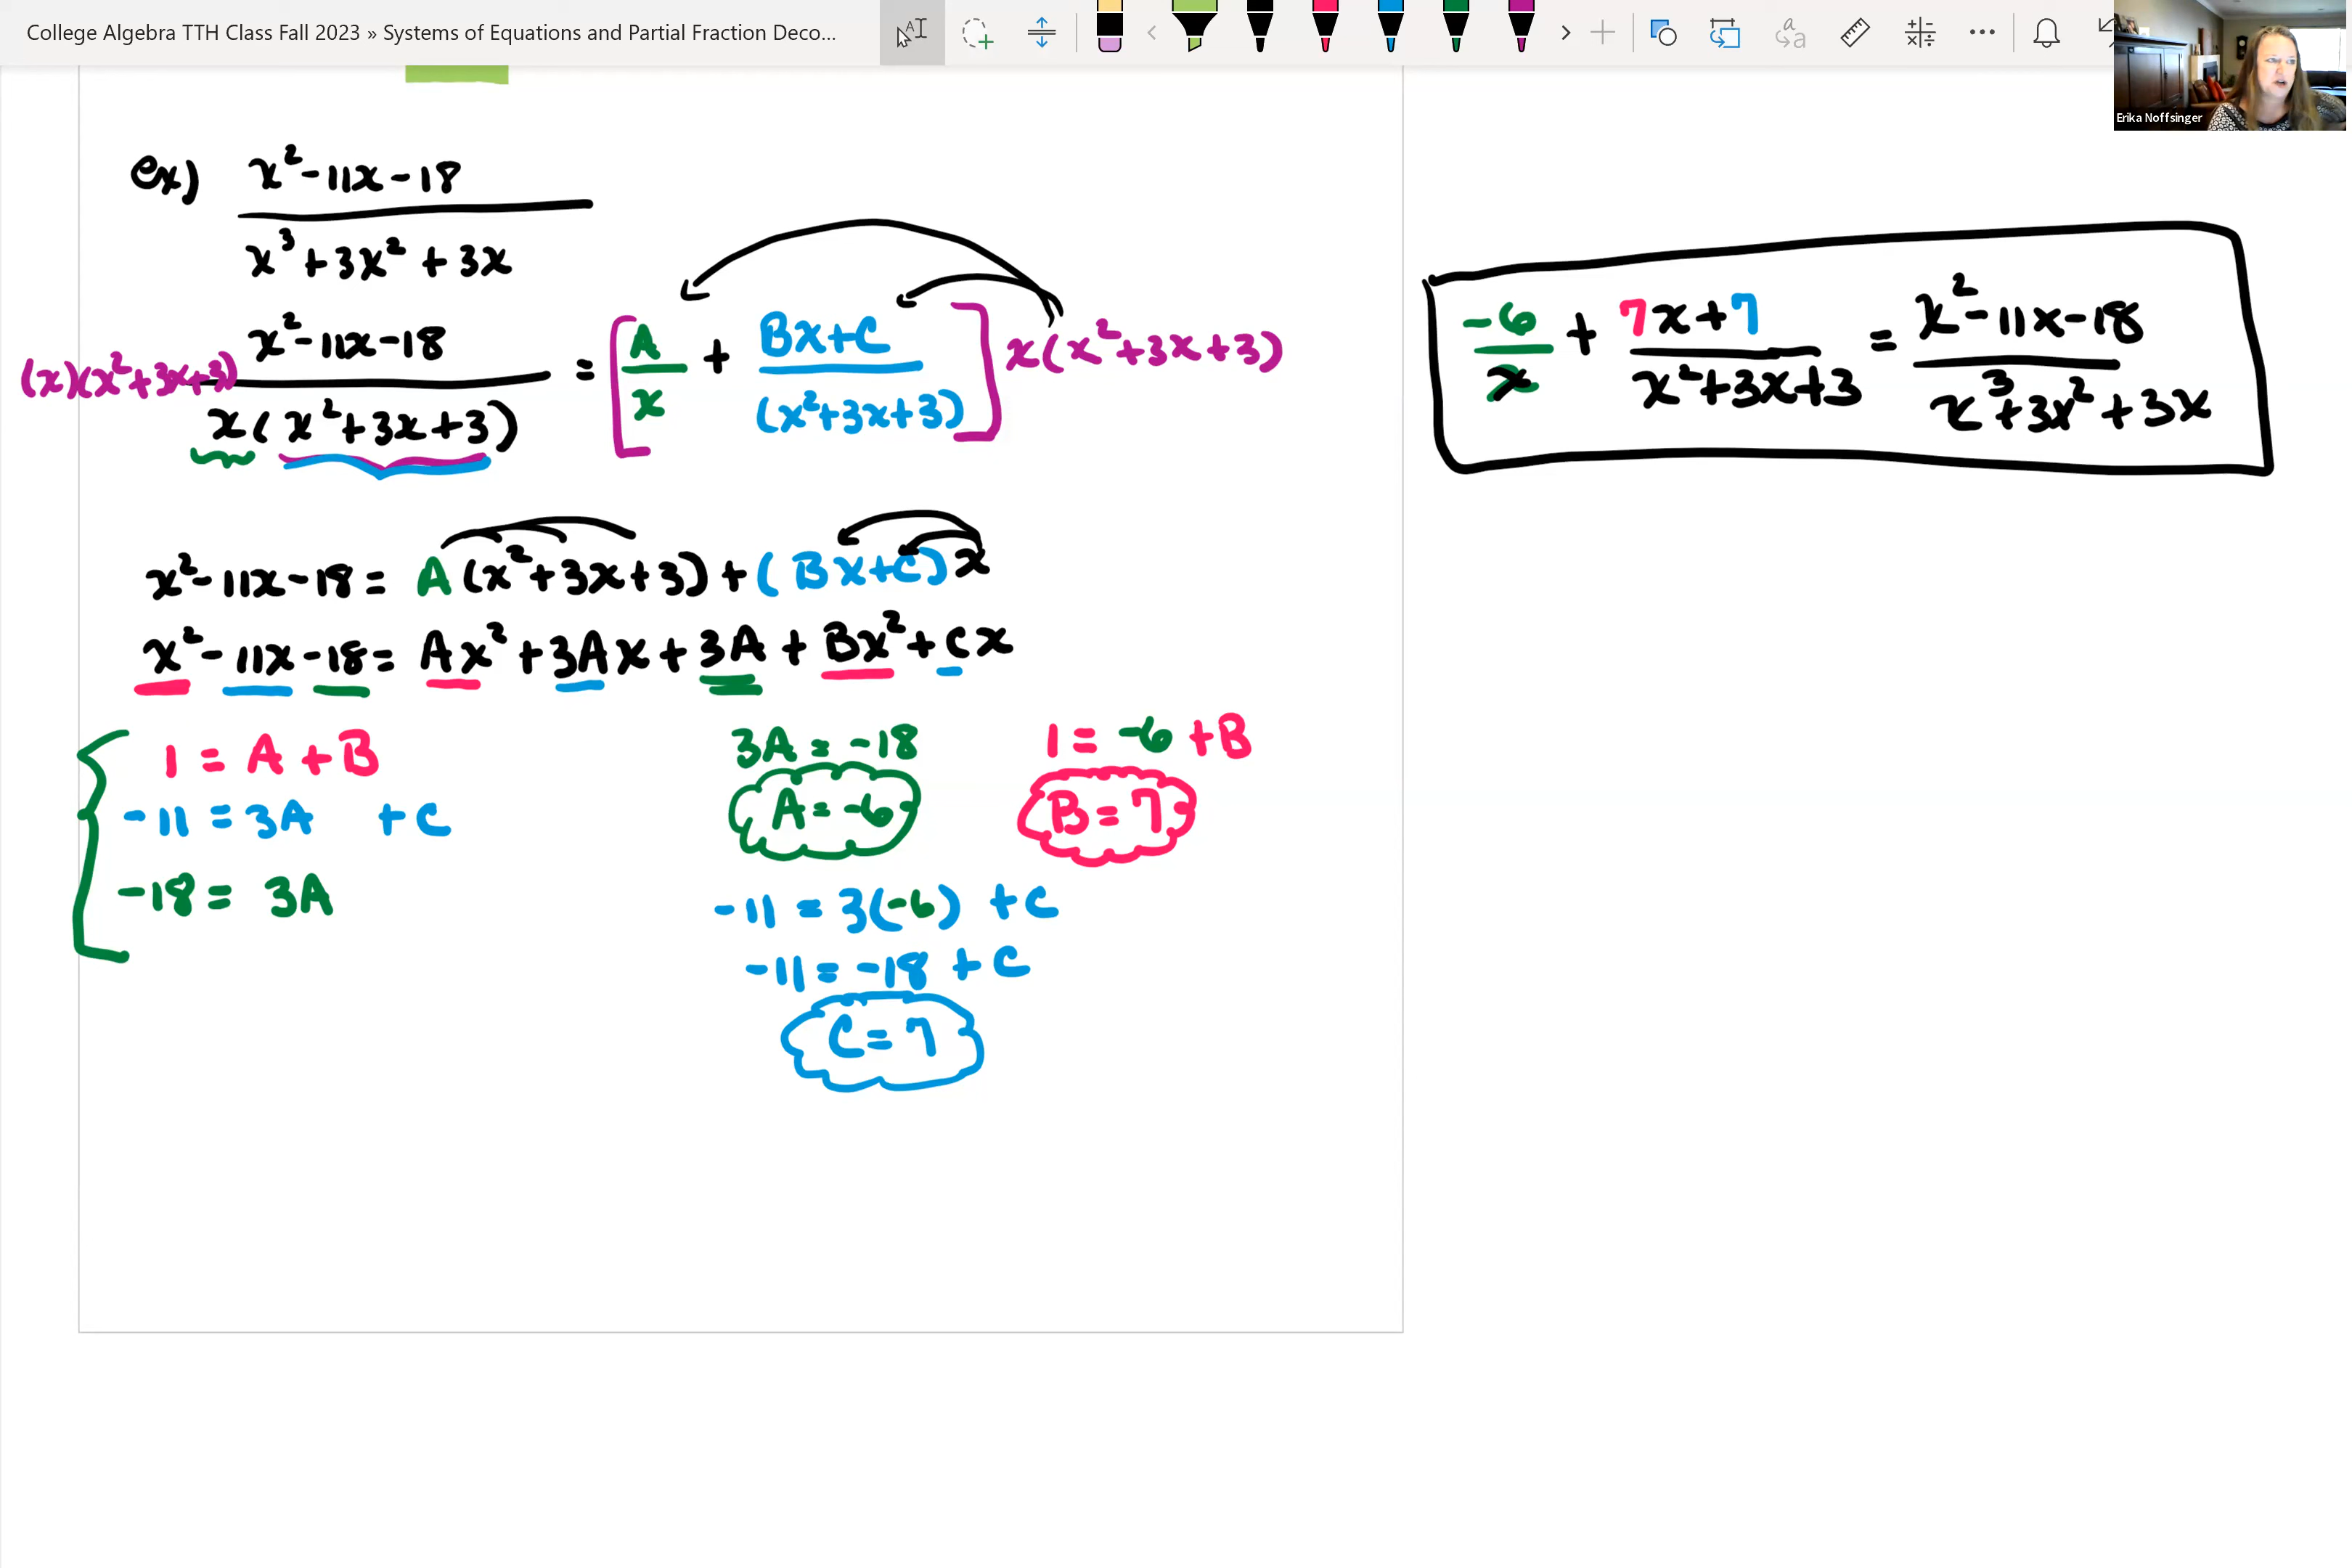 College Algebra TTH Class Fall 2023 » Systems of Equations and Partial Fraction Deco...
Erika Noffsinger
ex) x²-11x-18
x³+3x²+3x
(x)(x²+3x+3) x²-11x-18 = [ A + Bx+C ] x(x²+3x+3)
x(x²+3x+3) x (x²+3x+3)
x²-11x-18 = A(x²+3x+3)+(Bx+C)x
x²-11x-18 = Ax²+3Ax+3A+Bx²+Cx
1 = A + B
-11 = 3A + C
-18 = 3A
3A = -18
A = -6
1 = -6 + B
B = 7
-11 = 3(-6) + C
-11 = -18 + C
C = 7
-6 + 7x+7 = x²-11x-18
x x²+3x+3 x³+3x²+3x